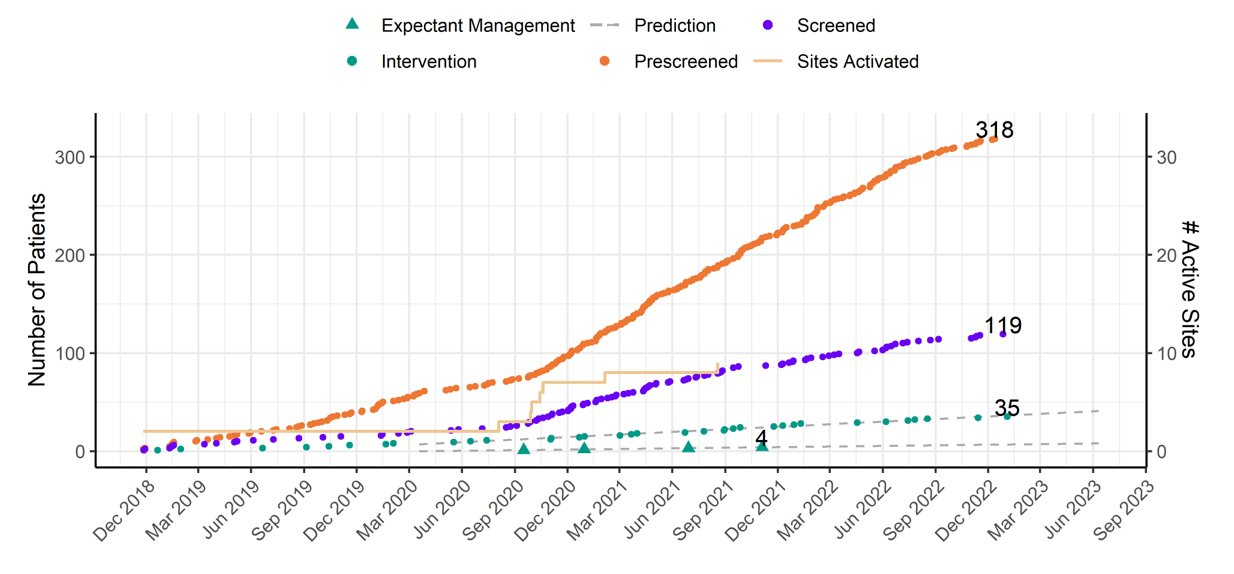 Expectant Management Prediction Screened
Intervention Prescreened Sites Activated
318
300 30
200 20
119
100 10
35
4
0 0
Number of Patients
# Active Sites
Dec 2018 Mar 2019 Jun 2019 Sep 2019 Dec 2019 Mar 2020 Jun 2020 Sep 2020 Dec 2020 Mar 2021 Jun 2021 Sep 2021 Dec 2021 Mar 2022 Jun 2022 Sep 2022 Dec 2022 Mar 2023 Jun 2023 Sep 2023